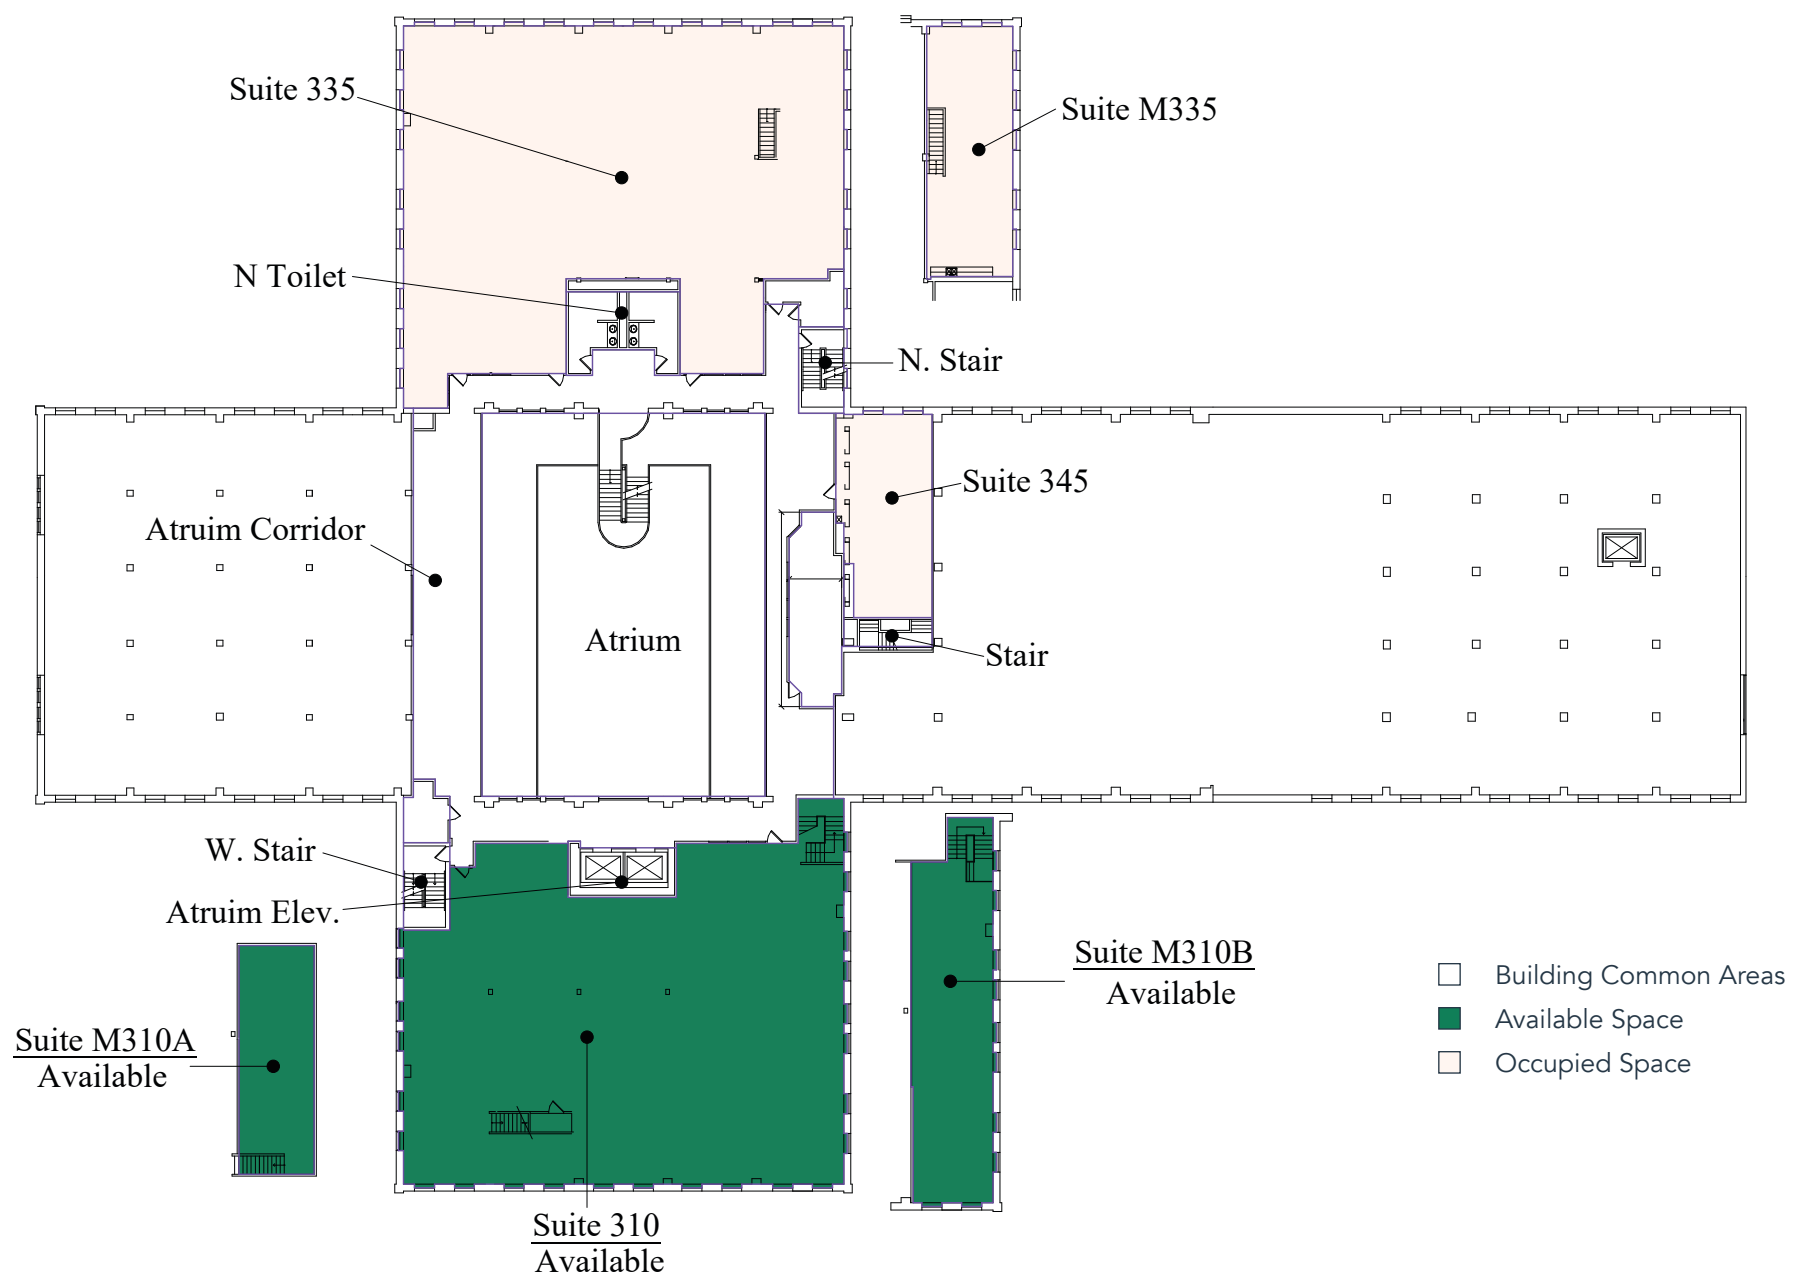 Suite 335
Suite M335
N Toilet
N. Stair
Suite 345
Atruim Corridor
Atrium
Stair
W. Stair
Atruim Elev.
Suite M310A
Available
Suite M310B
Available
Suite 310
Available
Building Common Areas
Available Space
Occupied Space